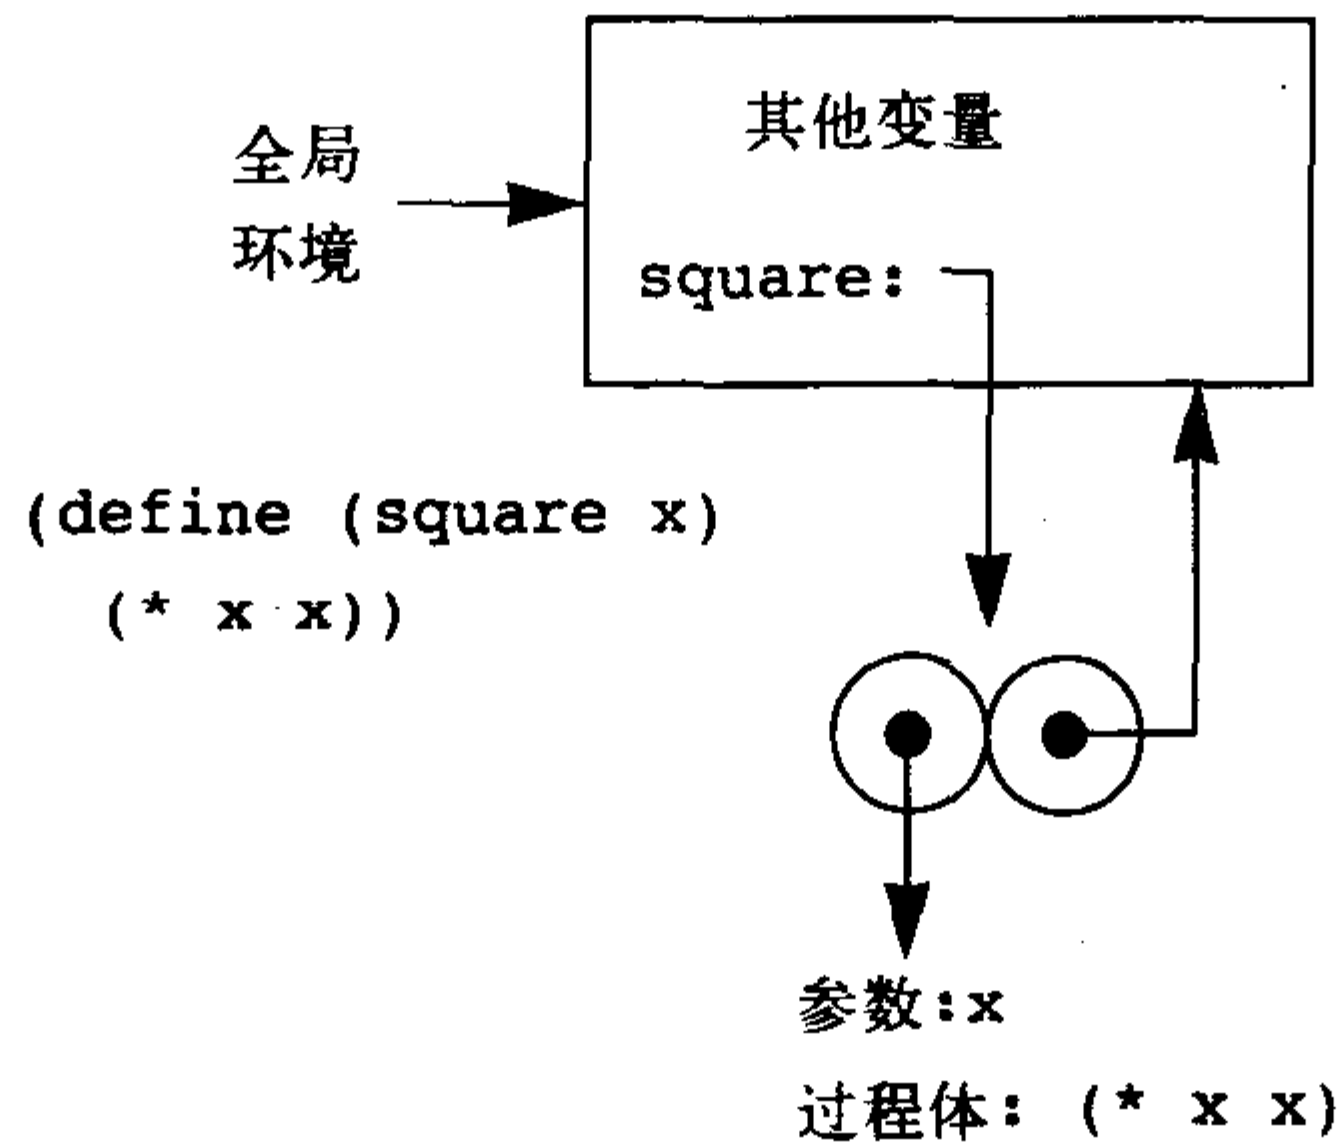 其他变量
全局
环境
square:
(define (square x)
(* x x))
参数:x
过程体: (* x x)